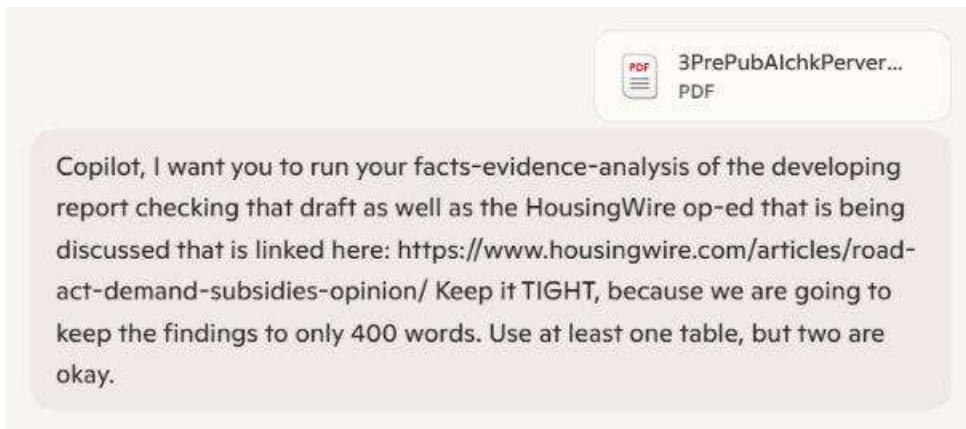 PDF
3PrePubAIchkPerver...
PDF
Copilot, I want you to run your facts-evidence-analysis of the developing
report checking that draft as well as the HousingWire op-ed that is being
discussed that is linked here: https://www.housingwire.com/articles/road-
act-demand-subsidies-opinion/ Keep it TIGHT, because we are going to
keep the findings to only 400 words. Use at least one table, but two are
okay.